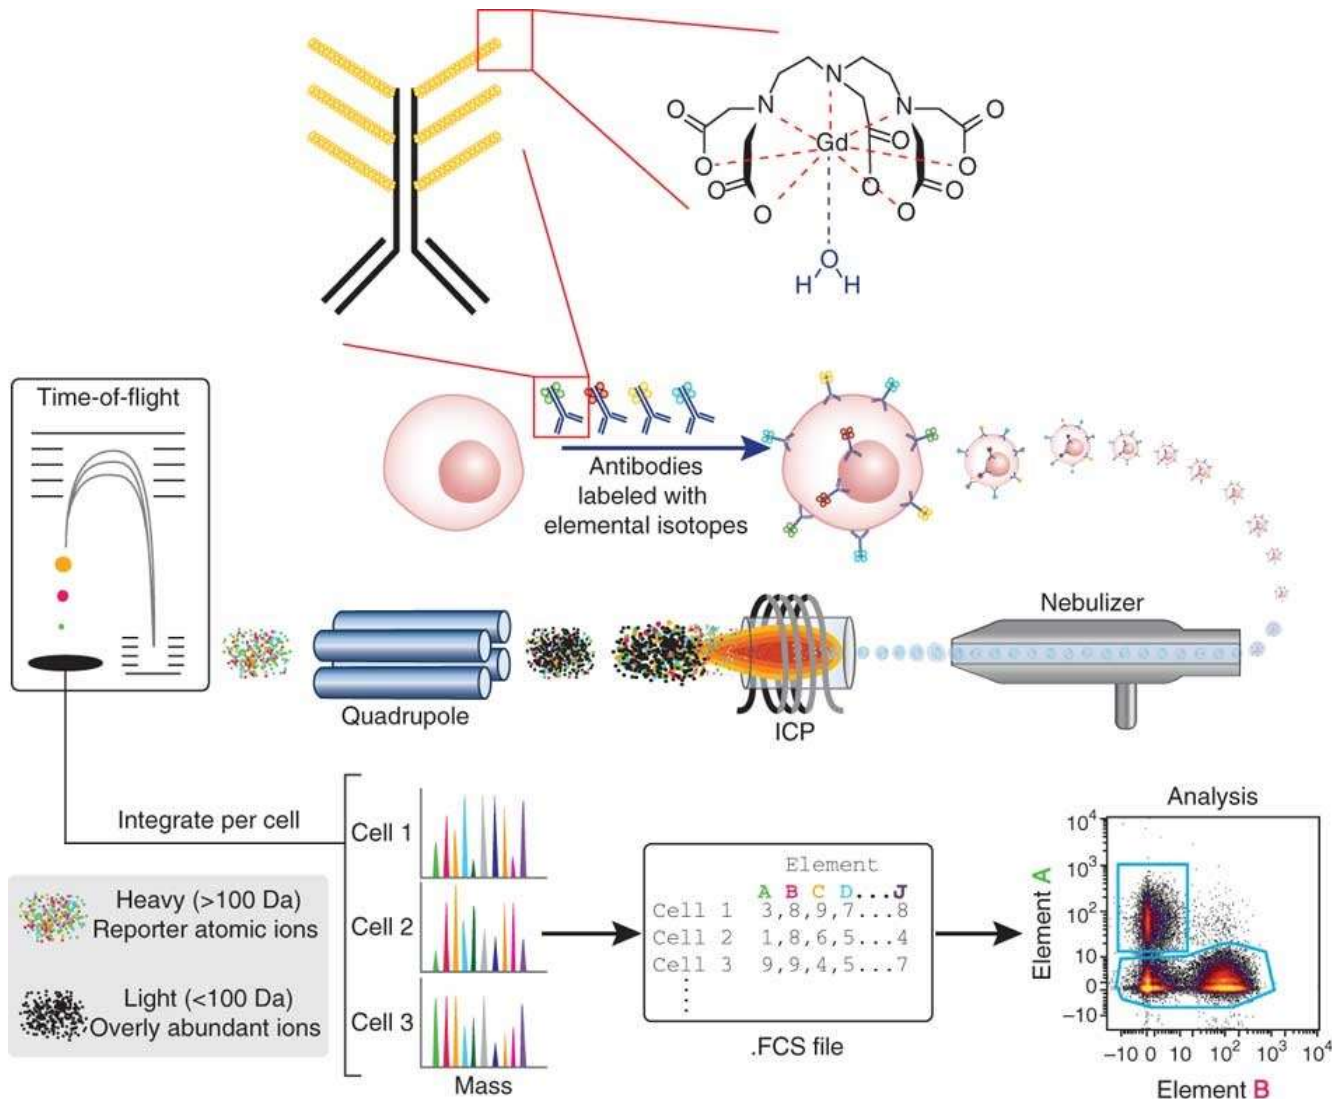 N
N
N
O
O
O
O
O
O
O
O
O
O
Gd
O
H H
Time-of-flight
Antibodies
labeled with
elemental isotopes
Nebulizer
Quadrupole
ICP
Integrate per cell
Heavy (>100 Da)
Reporter atomic ions
Light (<100 Da)
Overly abundant ions
Cell 1
Cell 2
Cell 3
Mass
Element
A B C D...J
Cell 1 3,8,9,7...8
Cell 2 1,8,6,5...4
Cell 3 9,9,4,5...7
.FCS file
Analysis
Element A
10⁴
10³
10²
10
0
−10
−10 0 10 10² 10³ 10⁴
Element B